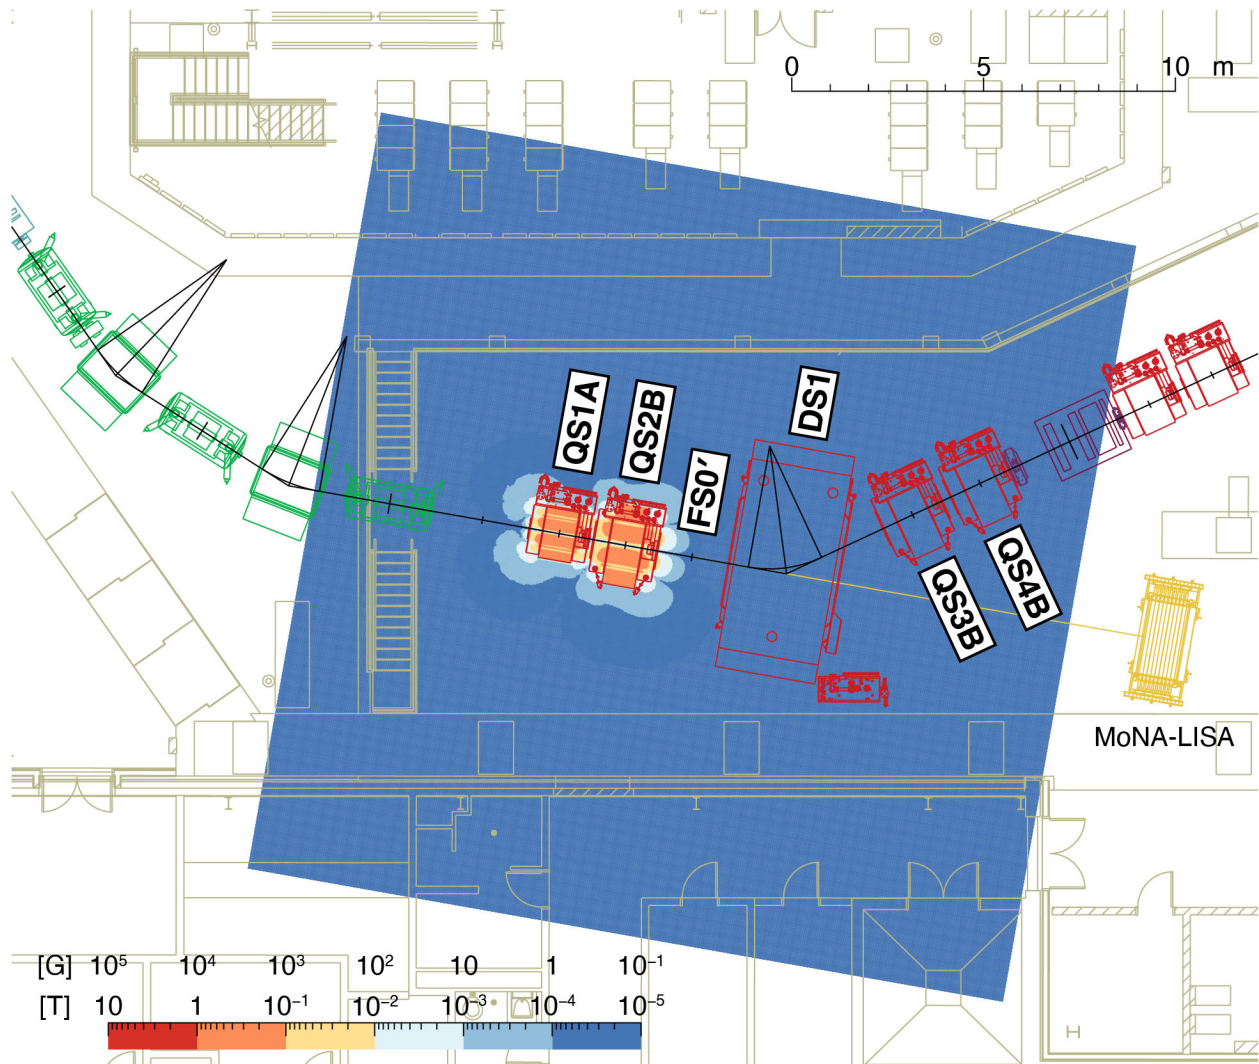 0 5 10 m
QS1A
QS2B
FS0′
DS1
QS3B
QS4B
MoNA-LISA
[G] 10⁵ 10⁴ 10³ 10² 10 1 10⁻¹
[T] 10 1 10⁻¹ 10⁻² 10⁻³ 10⁻⁴ 10⁻⁵